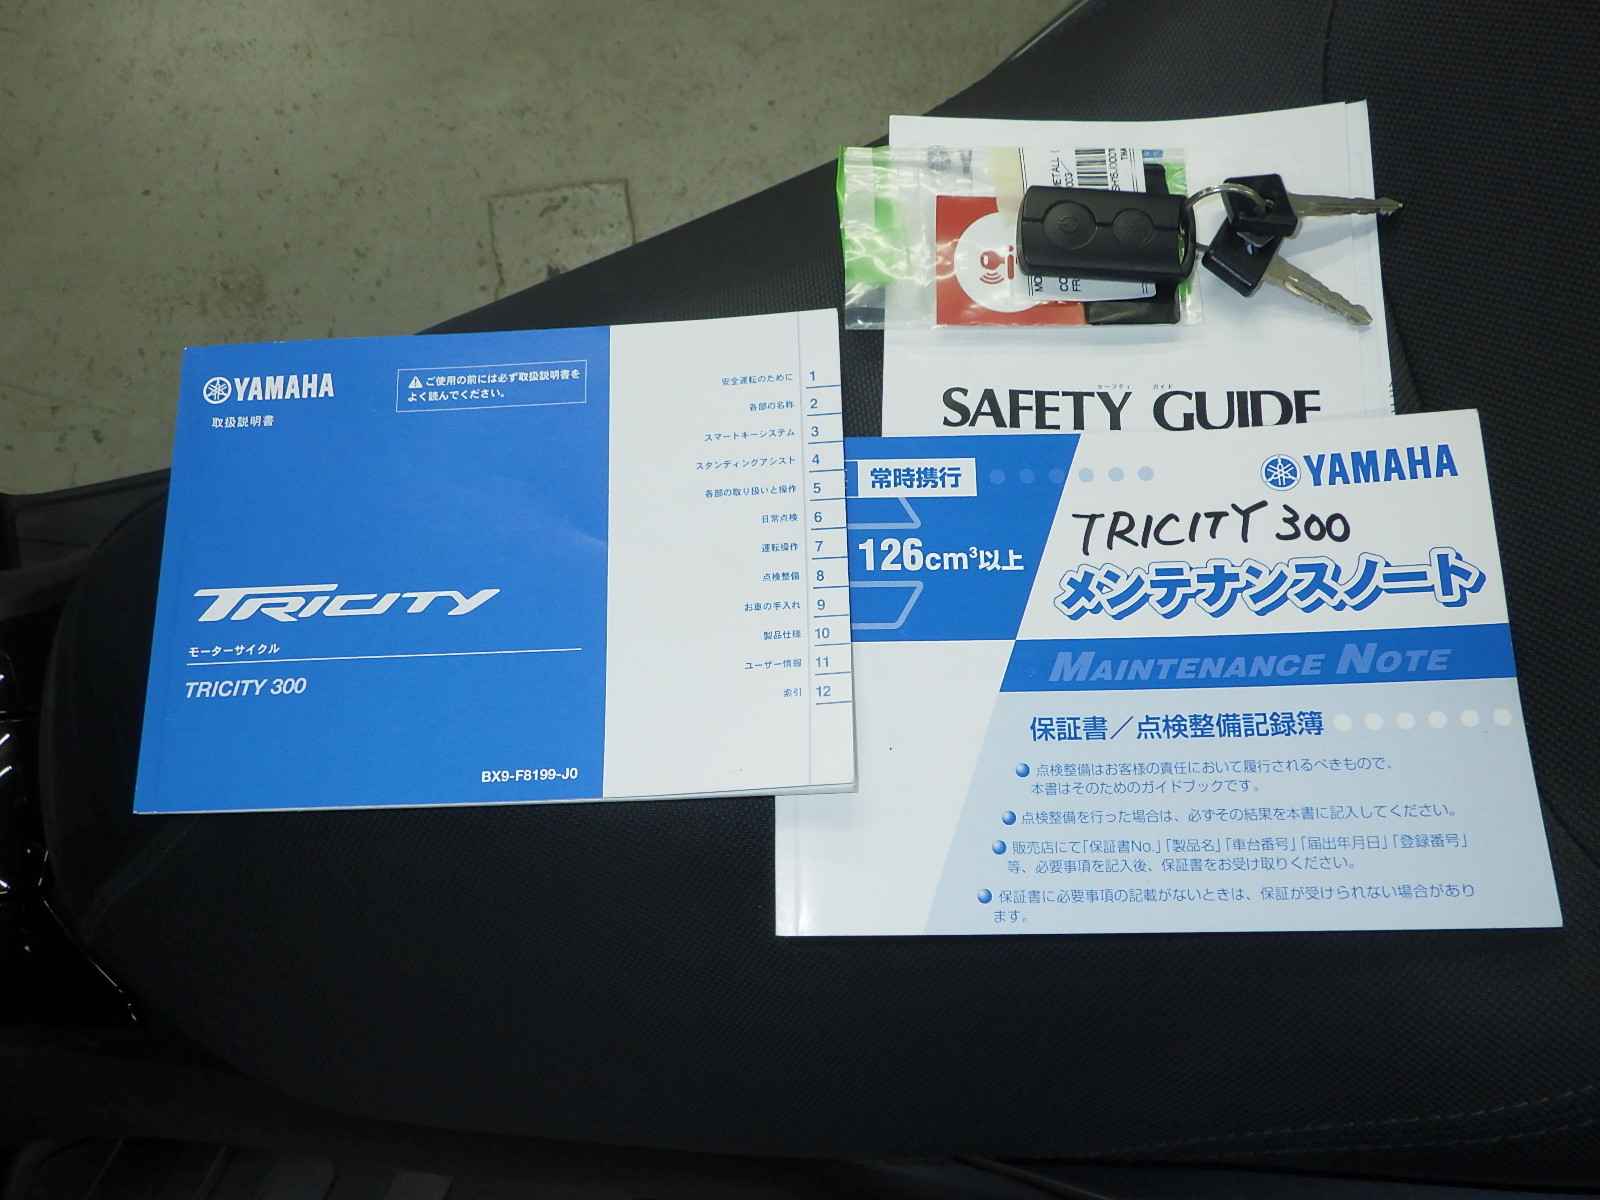 YAMAHA
取扱説明書
ご使用の前には必ず取扱説明書を
よく読んでください。
TRICITY
モーターサイクル
TRICITY 300
BX9-F8199-J0
安全運転のために 1
各部の名称 2
スマートキーシステム 3
スタンディングアシスト 4
各部の取り扱いと操作 5
日常点検 6
運転操作 7
点検整備 8
お車の手入れ 9
製品仕様 10
ユーザー情報 11
索引 12
セーフティ ガイド
SAFETY GUIDE
常時携行
126cm³以上
YAMAHA
TRICITY 300
メンテナンスノート
MAINTENANCE NOTE
保証書／点検整備記録簿
点検整備はお客様の責任において履行されるべきもので、
本書はそのためのガイドブックです。
点検整備を行った場合は、必ずその結果を本書に記入してください。
販売店にて「保証書No.」「製品名」「車台番号」「届出年月日」「登録番号」
等、必要事項を記入後、保証書をお受け取りください。
保証書に必要事項の記載がないときは、保証が受けられない場合があり
ます。